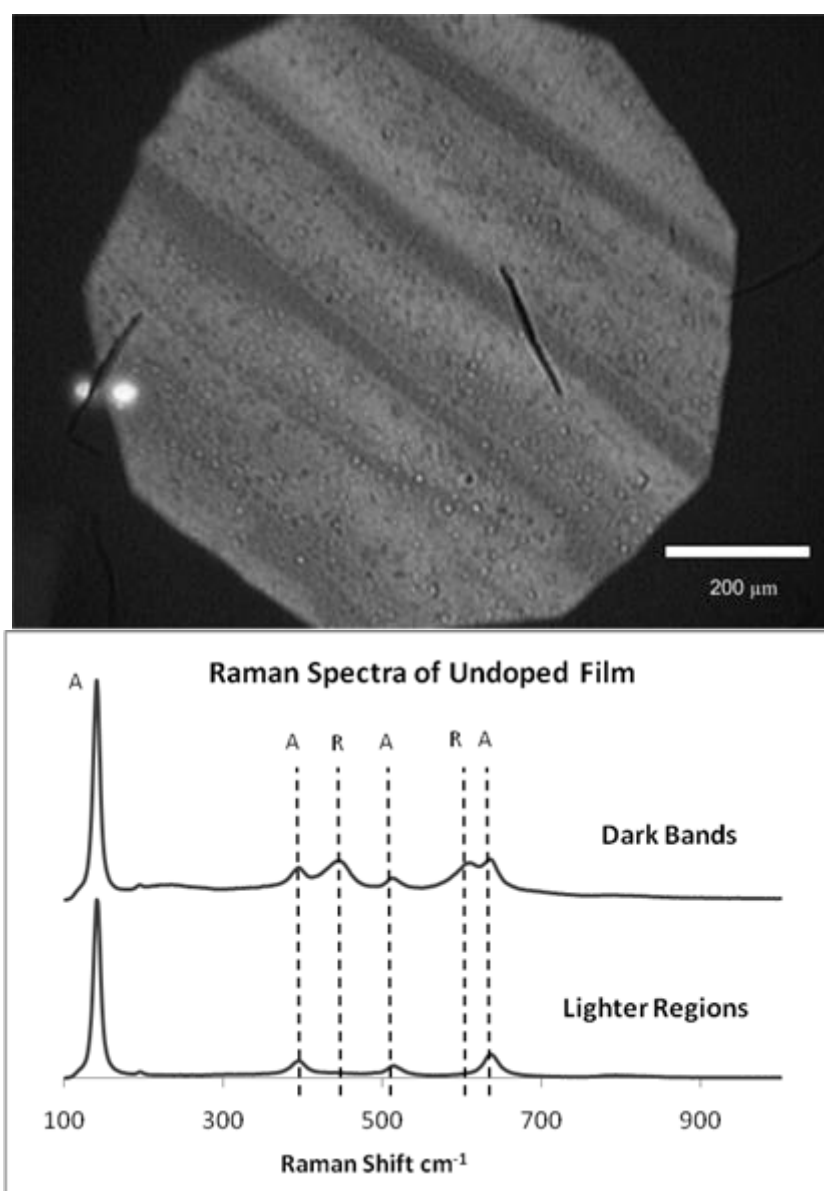 200 μm
Raman Spectra of Undoped Film
A
A R A R A
Dark Bands
Lighter Regions
100 300 500 700 900
Raman Shift cm-1